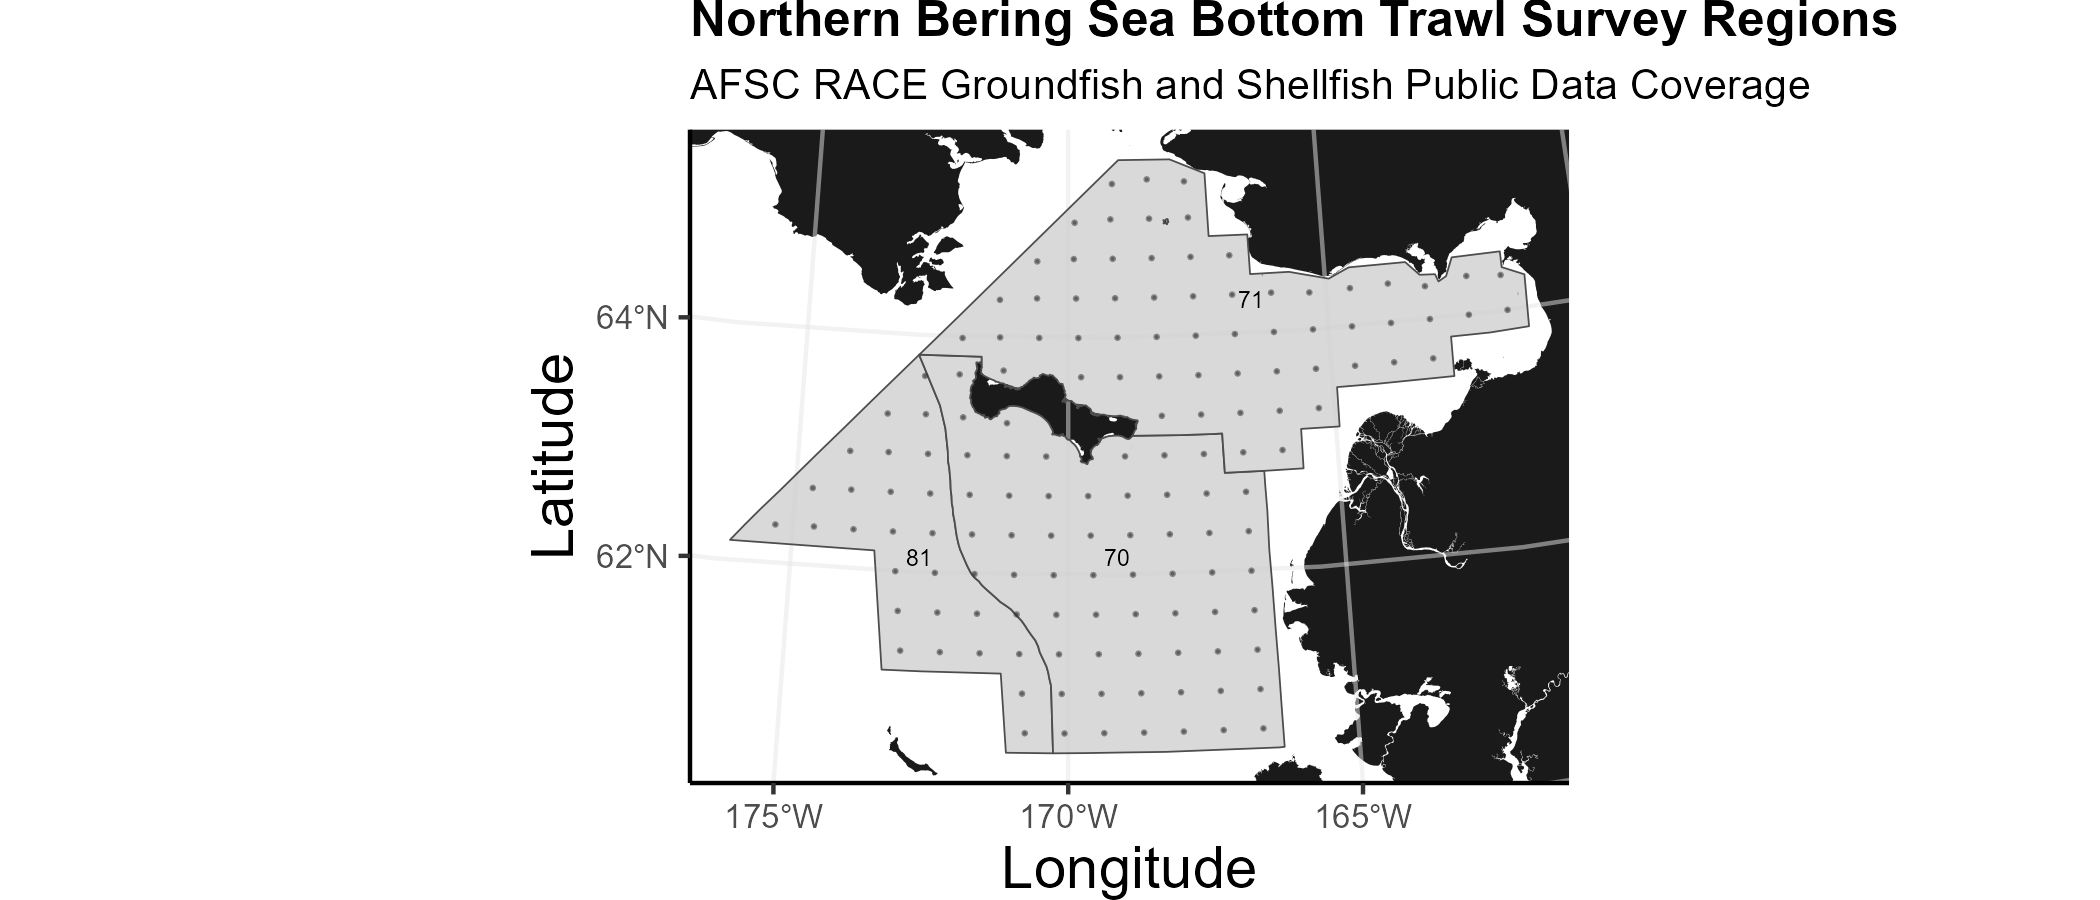 Northern Bering Sea Bottom Trawl Survey Regions
AFSC RACE Groundfish and Shellfish Public Data Coverage
71
64°N
Latitude
62°N
81
70
175°W
170°W
165°W
Longitude